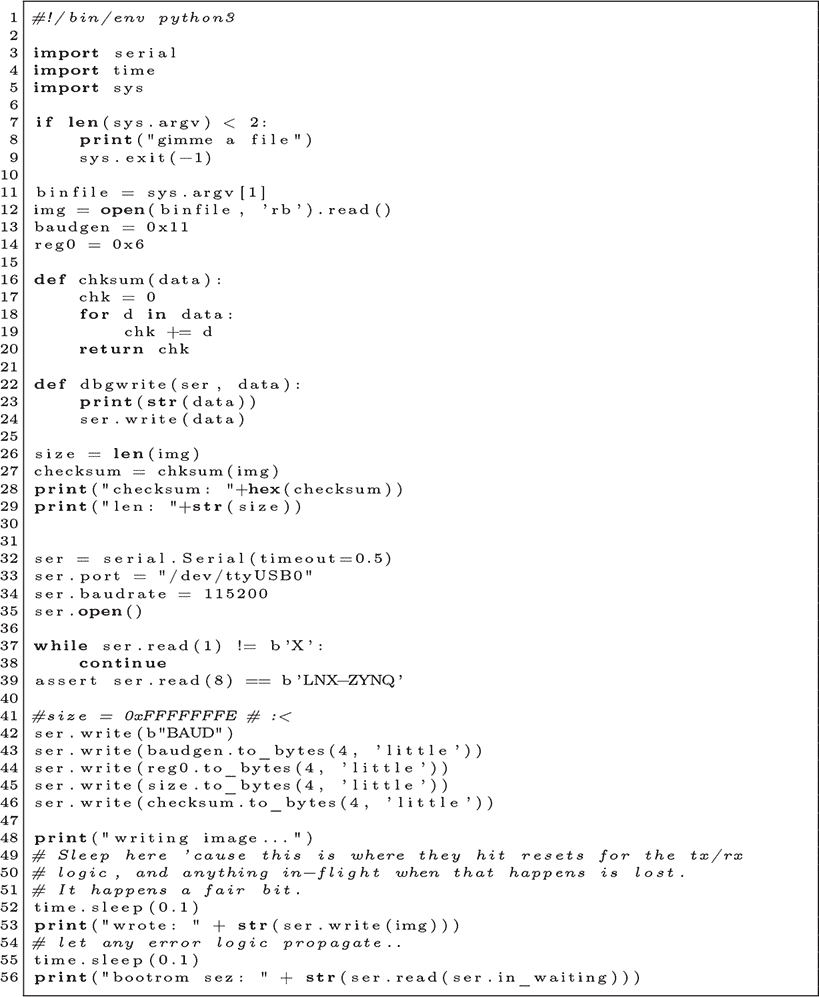 1 #!/bin/env python3
2
3 import serial
4 import time
5 import sys
6
7 if len(sys.argv) < 2:
8     print("gimme a file")
9     sys.exit(-1)
10
11 binfile = sys.argv[1]
12 img = open(binfile, 'rb').read()
13 baudgen = 0x11
14 reg0 = 0x6
15
16 def chksum(data):
17     chk = 0
18     for d in data:
19         chk += d
20     return chk
21
22 def dbgwrite(ser, data):
23     print(str(data))
24     ser.write(data)
25
26 size = len(img)
27 checksum = chksum(img)
28 print("checksum: "+hex(checksum))
29 print("len: "+str(size))
30
31
32 ser = serial.Serial(timeout=0.5)
33 ser.port = "/dev/ttyUSB0"
34 ser.baudrate = 115200
35 ser.open()
36
37 while ser.read(1) != b'X':
38     continue
39 assert ser.read(8) == b'LNX-ZYNQ'
40
41 #size = 0xFFFFFFFE # :<
42 ser.write(b"BAUD")
43 ser.write(baudgen.to_bytes(4, 'little'))
44 ser.write(reg0.to_bytes(4, 'little'))
45 ser.write(size.to_bytes(4, 'little'))
46 ser.write(checksum.to_bytes(4, 'little'))
47
48 print("writing image...")
49 # Sleep here 'cause this is where they hit resets for the tx/rx
50 # logic, and anything in-flight when that happens is lost.
51 # It happens a fair bit.
52 time.sleep(0.1)
53 print("wrote: " + str(ser.write(img)))
54 # let any error logic propagate..
55 time.sleep(0.1)
56 print("bootrom sez: " + str(ser.read(ser.in_waiting)))